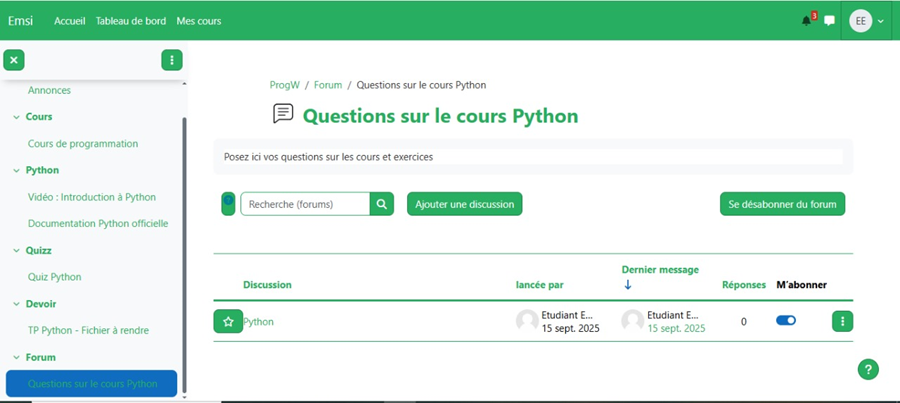 Emsi Accueil Tableau de bord Mes cours 3 EE
Annonces
Cours
Cours de programmation
Python
Vidéo : Introduction à Python
Documentation Python officielle
Quizz
Quiz Python
Devoir
TP Python - Fichier à rendre
Forum
Questions sur le cours Python
ProgW / Forum / Questions sur le cours Python
Questions sur le cours Python
Posez ici vos questions sur les cours et exercices
? Recherche (forums) Ajouter une discussion Se désabonner du forum
Dernier message
Discussion lancée par ↓ Réponses M'abonner
Python Etudiant E... Etudiant E... 0
15 sept. 2025 15 sept. 2025
?